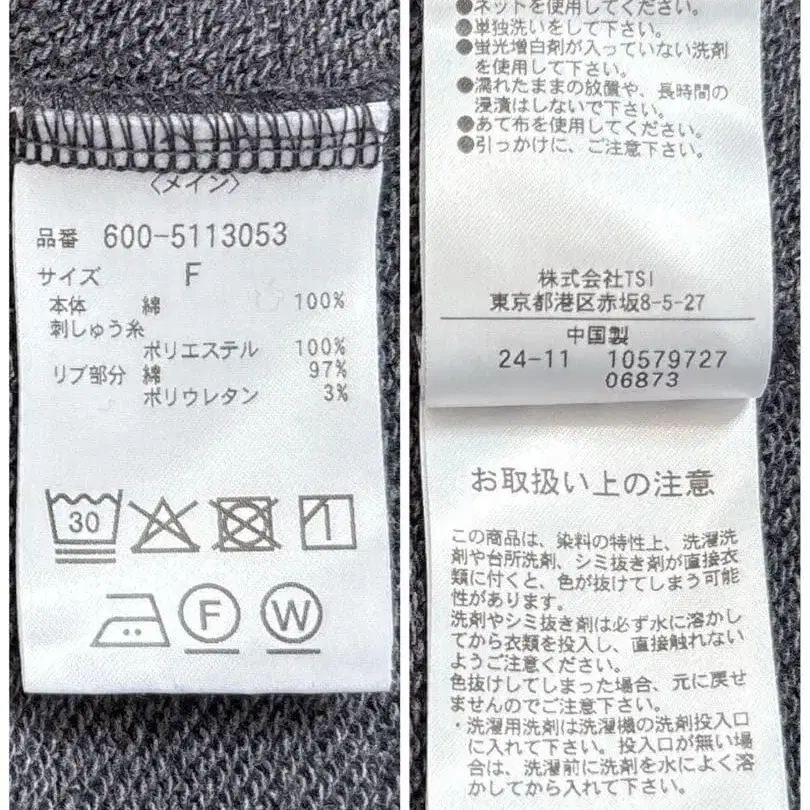 〈メイン〉
品番 600-5113053
サイズ F
本体 綿 100%
刺しゅう糸
ポリエステル 100%
リブ部分 綿 97%
ポリウレタン 3%
30
F W
●ネットを使用してください。
●単独洗いをして下さい。
●蛍光増白剤が入っていない洗剤
を使用して下さい。
●濡れたままの放置や、長時間の
浸漬はしないで下さい。
●あて布を使用してください。
●引っかけに、ご注意下さい。
株式会社TSI
東京都港区赤坂8-5-27
中国製
24-11 10579727
06873
お取扱い上の注意
この商品は、染料の特性上、洗濯洗
剤や台所洗剤、シミ抜き剤が直接衣
類に付くと、色が抜けてしまう可能
性があります。
洗剤やシミ抜き剤は必ず水に溶かし
てから衣類を投入し、直接触れない
ようご注意ください。
色抜けしてしまった場合、元に戻せ
ませんのでご注意下さい。
・洗濯用洗剤は洗濯機の洗剤投入口
に入れて下さい。投入口が無い場
合は、洗濯前に洗剤を水によく溶
かしてから入れて下さい。